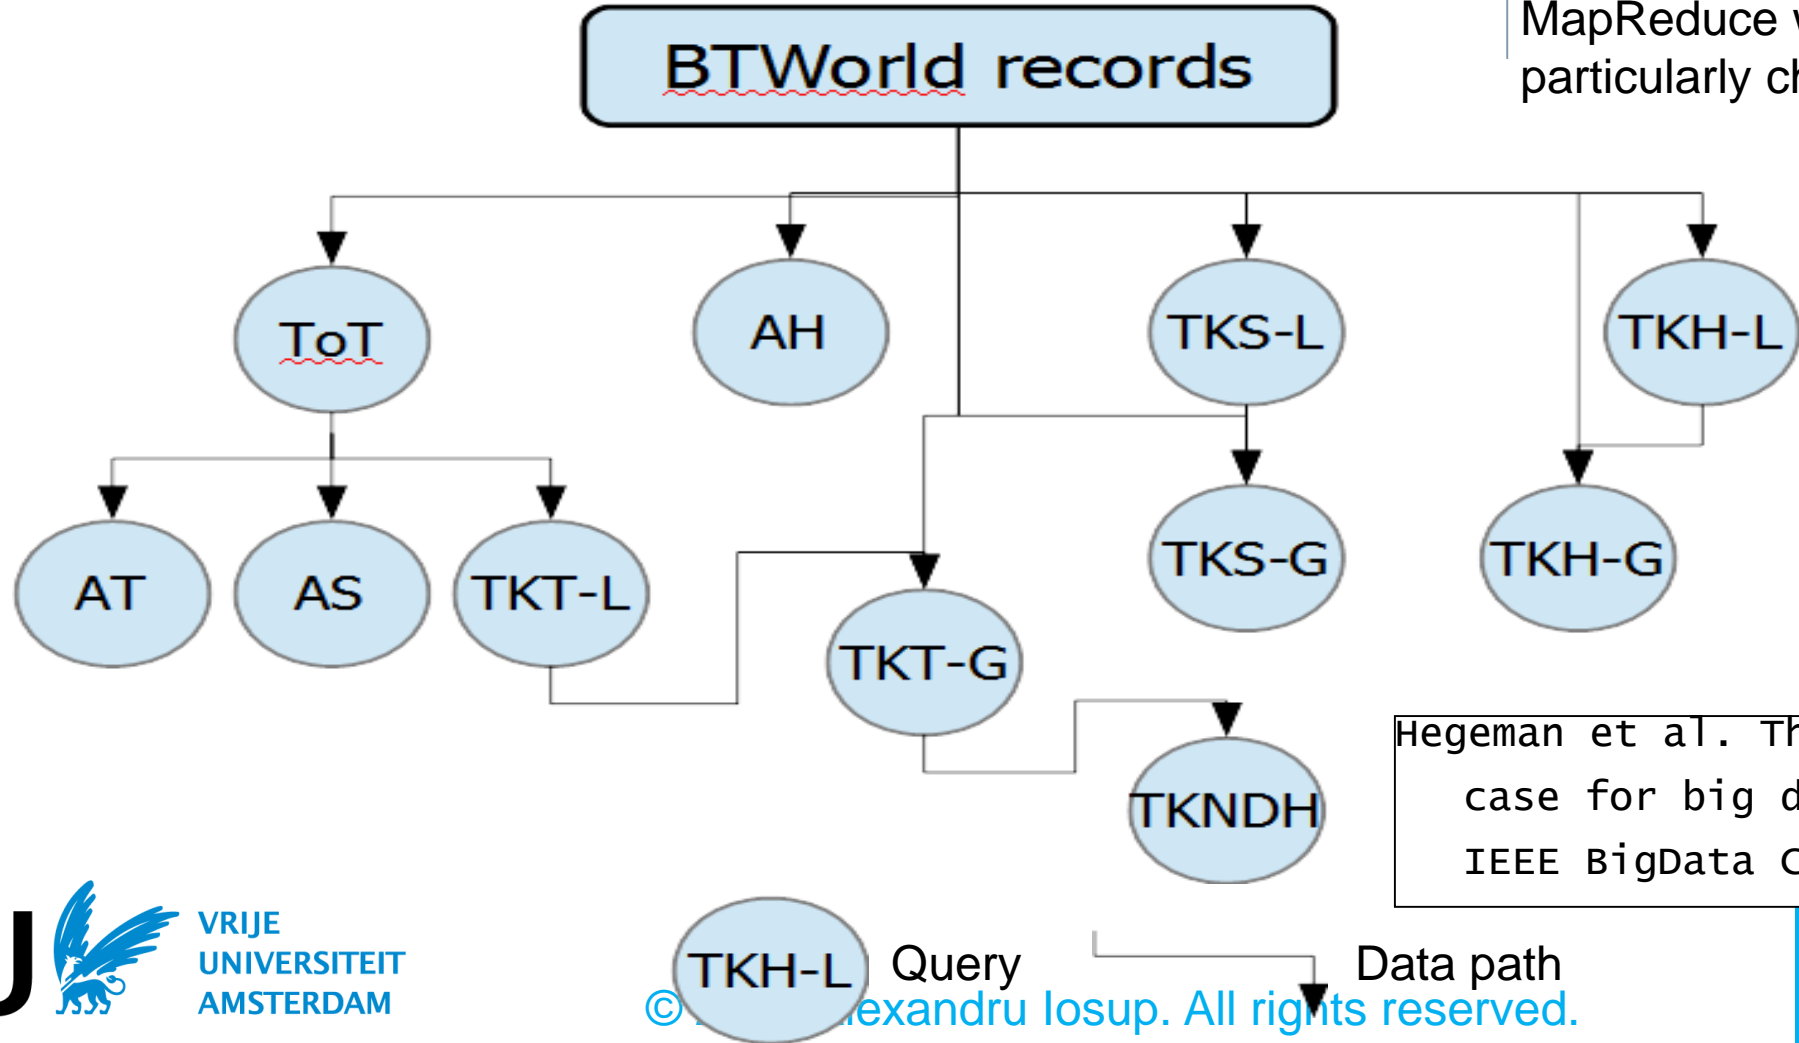 MapReduce
particularly
BTWorld records
ToT
AH
TKS-L
TKH-L
AT
AS
TKT-L
TKT-G
TKS-G
TKH-G
TKNDH
Hegeman et al.
case for big
IEEE BigData
U
VRIJE
UNIVERSITEIT
AMSTERDAM
TKH-L
Query
Data path
© lexandru Iosup. All rights reserved.